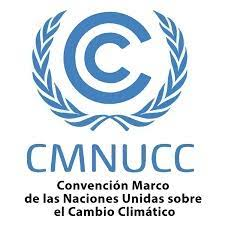 CMNUCC
Convención Marco
de las Naciones Unidas sobre
el Cambio Climático